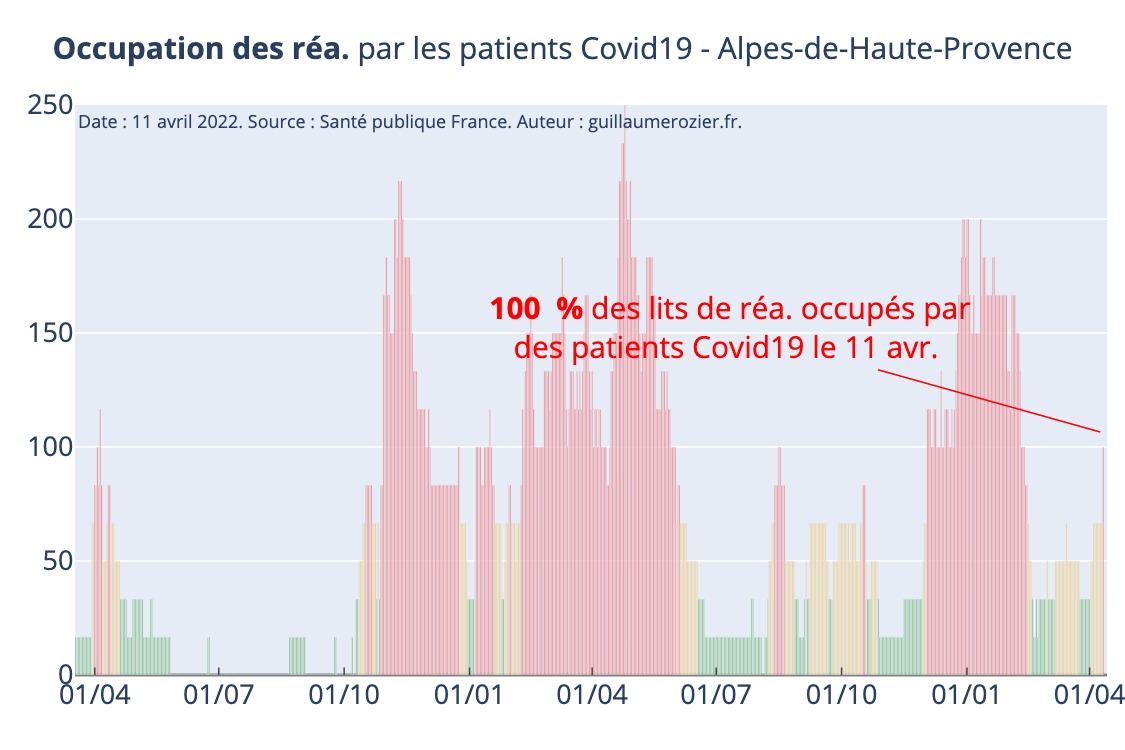 Occupation des réa. par les patients Covid19 - Alpes-de-Haute-Provence
250
Date : 11 avril 2022. Source : Santé publique France. Auteur : guillaumerozier.fr.
200
100 % des lits de réa. occupés par
150
des patients Covid19 le 11 avr.
100
50
0
01/04 01/07 01/10 01/01 01/04 01/07 01/10 01/01 01/04